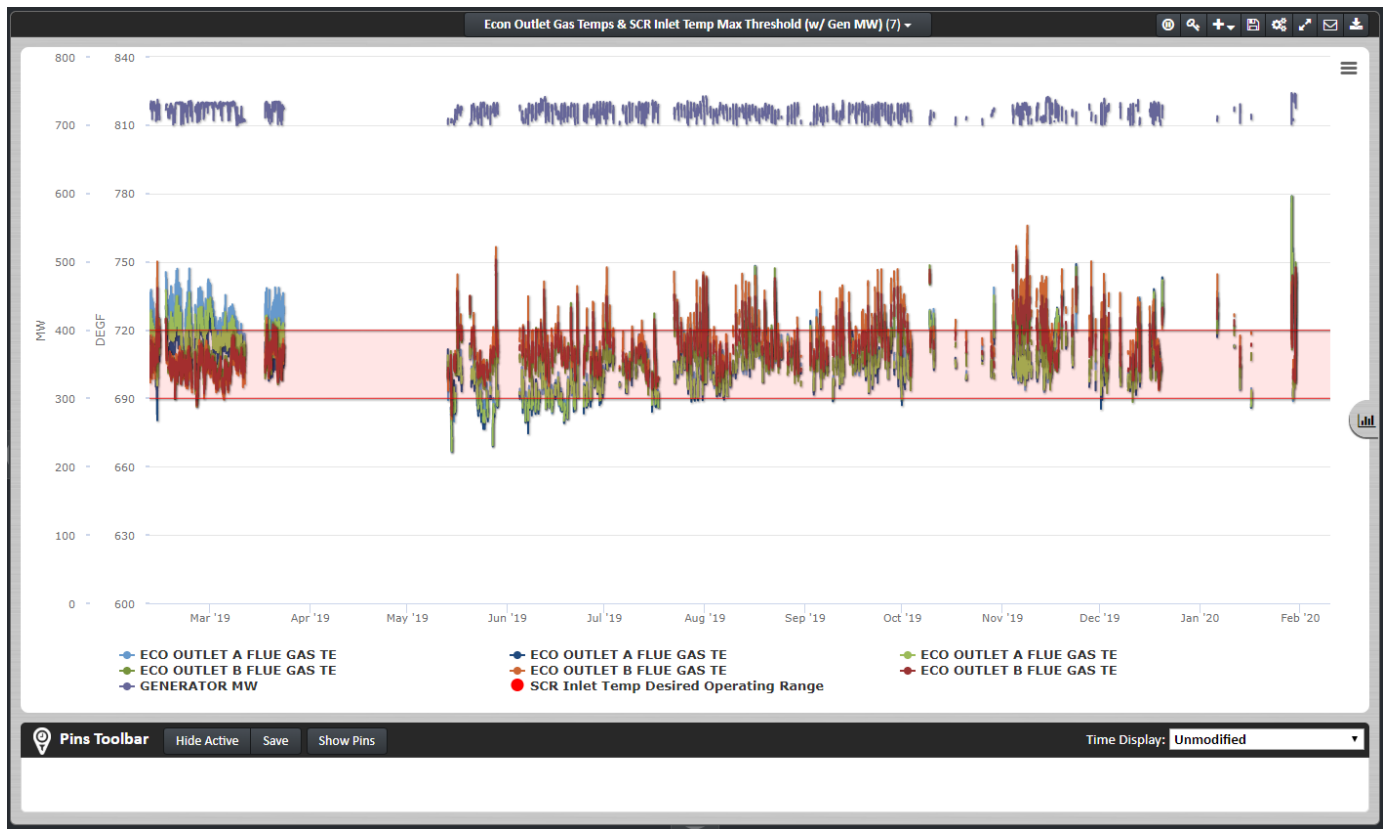 Econ Outlet Gas Temps & SCR Inlet Temp Max Threshold (w/ Gen MW) (7)
800 840
700 810
600 780
500 750
400 720
300 690
200 660
100 630
0 600
MW
DEGF
Mar '19 Apr '19 May '19 Jun '19 Jul '19 Aug '19 Sep '19 Oct '19 Nov '19 Dec '19 Jan '20 Feb '20
ECO OUTLET A FLUE GAS TE ECO OUTLET A FLUE GAS TE ECO OUTLET A FLUE GAS TE
ECO OUTLET B FLUE GAS TE ECO OUTLET B FLUE GAS TE ECO OUTLET B FLUE GAS TE
GENERATOR MW SCR Inlet Temp Desired Operating Range
Pins Toolbar Hide Active Save Show Pins Time Display: Unmodified